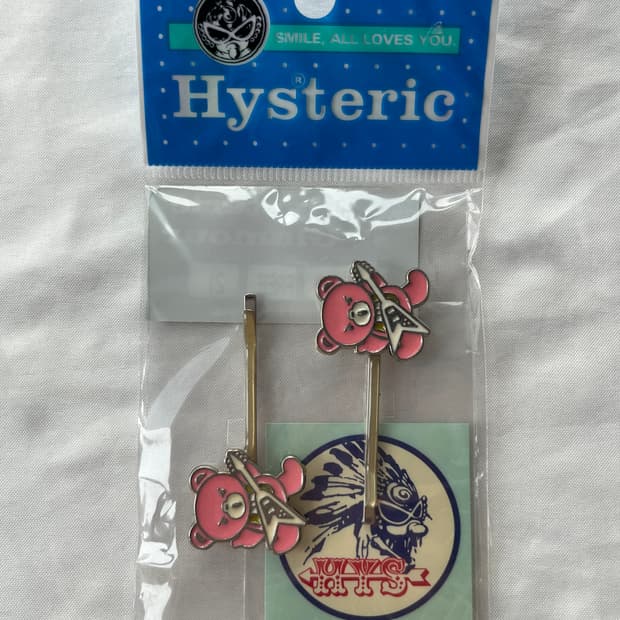 SMILE, ALL LOVES YOU.
Hysteric
®
HYS